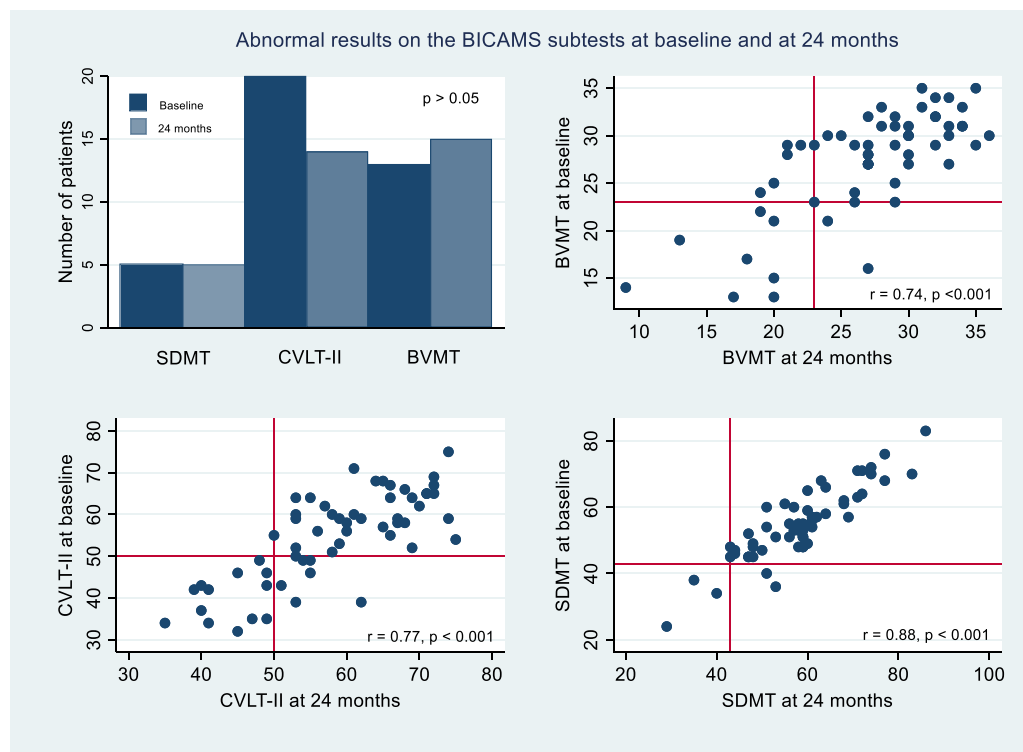 Abnormal results on the BICAMS subtests at baseline and at 24 months
Number of patients
20
15
10
5
0
Baseline
24 months
p > 0.05
SDMT CVLT-II BVMT
BVMT at baseline
35
30
25
20
15
r = 0.74, p <0.001
10 15 20 25 30 35
BVMT at 24 months
CVLT-II at baseline
80
70
60
50
40
30
r = 0.77, p < 0.001
30 40 50 60 70 80
CVLT-II at 24 months
SDMT at baseline
80
60
40
20
r = 0.88, p < 0.001
20 40 60 80 100
SDMT at 24 months